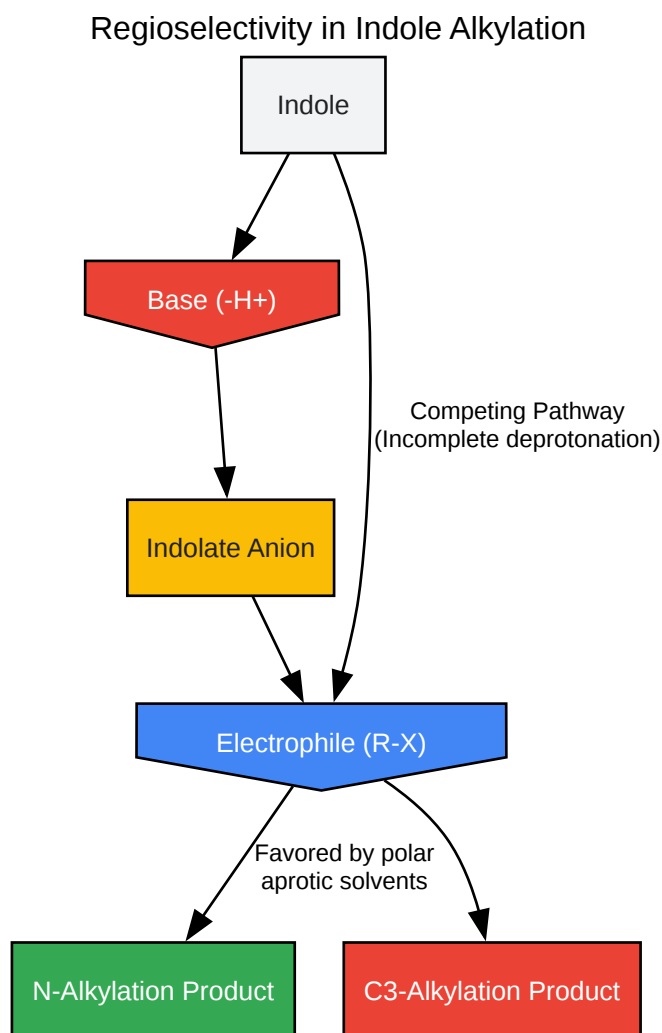 Regioselectivity in Indole Alkylation
Indole
Base (-H+)
Competing Pathway
(Incomplete deprotonation)
Indolate Anion
Electrophile (R-X)
Favored by polar
aprotic solvents
N-Alkylation Product
C3-Alkylation Product